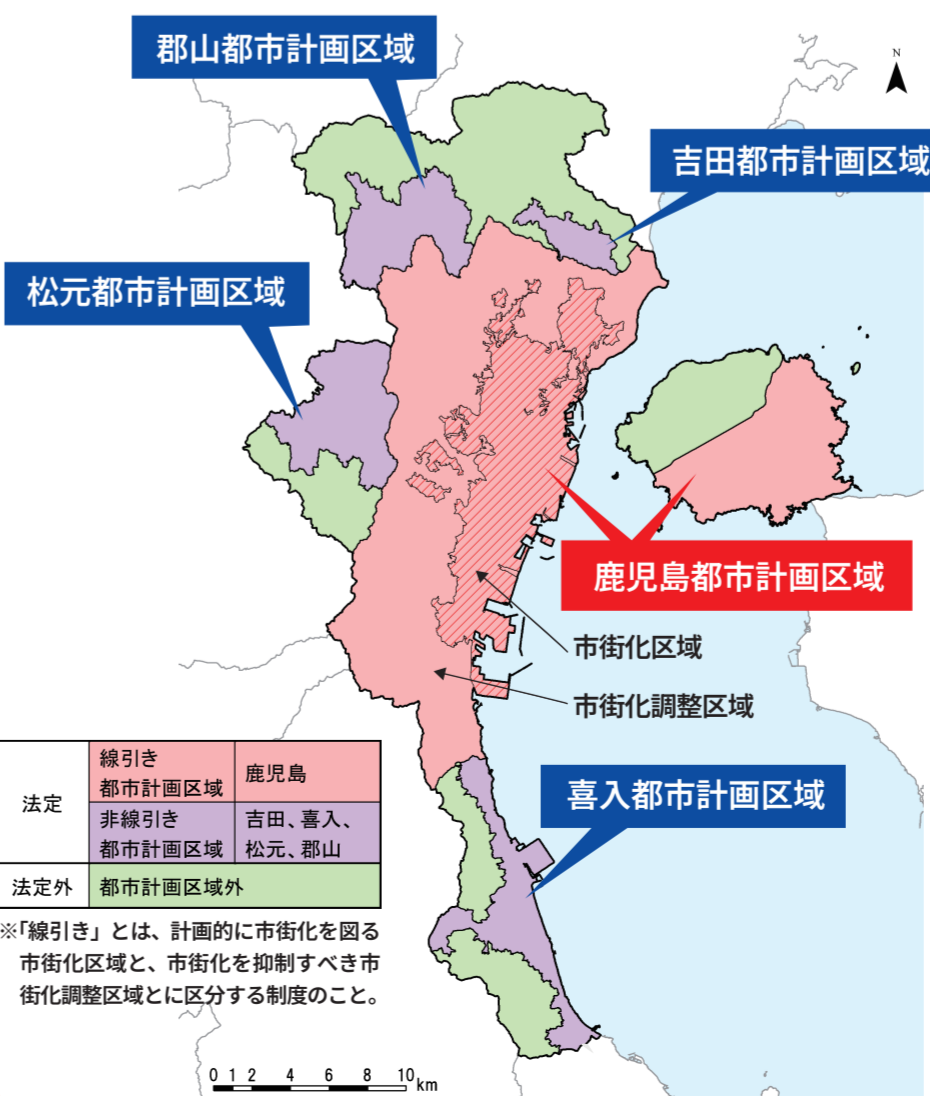 郡山都市計画区域
N
吉田都市計画区域
松元都市計画区域
鹿児島都市計画区域
市街化区域
市街化調整区域
喜入都市計画区域
法定
線引き
都市計画区域
鹿児島
非線引き
都市計画区域
吉田、喜入、
松元、郡山
法定外
都市計画区域外
※「線引き」とは、計画的に市街化を図る
市街化区域と、市街化を抑制すべき市
街化調整区域とに区分する制度のこと。
0 1 2 4 6 8 10 km